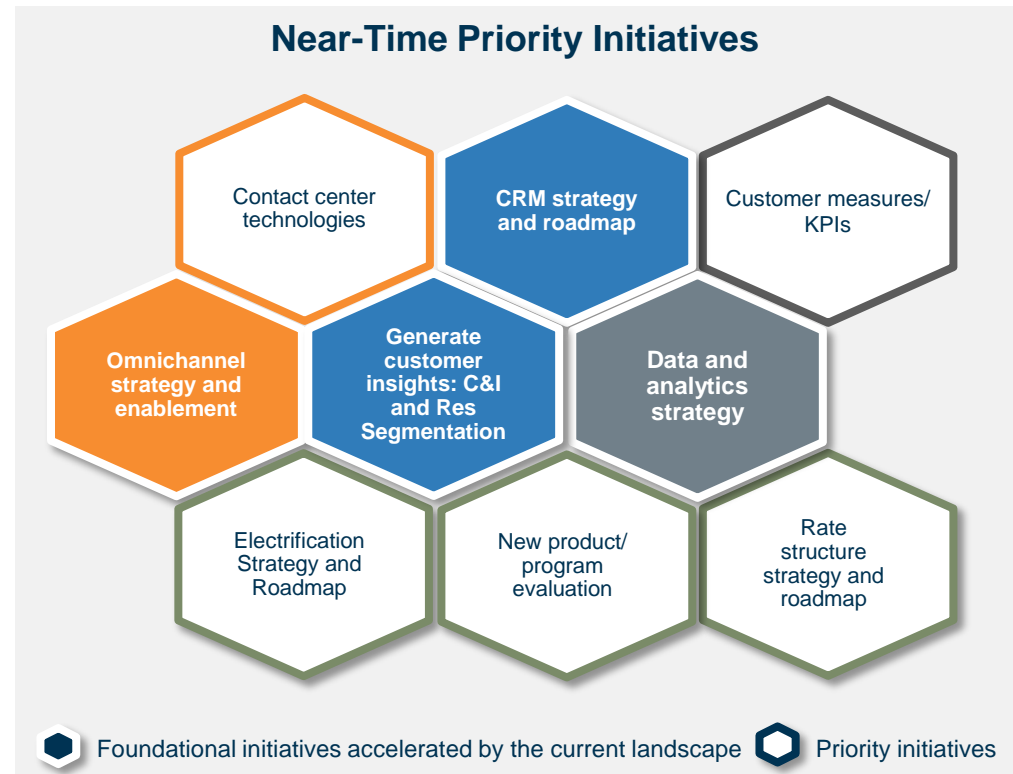 Near-Time Priority Initiatives
Contact center
technologies
CRM strategy
and roadmap
Customer measures/
KPIs
Omnichannel
strategy and
enablement
Generate
customer
insights: C&I
and Res
Segmentation
Data and
analytics
strategy
Electrification
Strategy and
Roadmap
New product/
program
evaluation
Rate
structure
strategy and
roadmap
Foundational initiatives accelerated by the current landscape
Priority initiatives